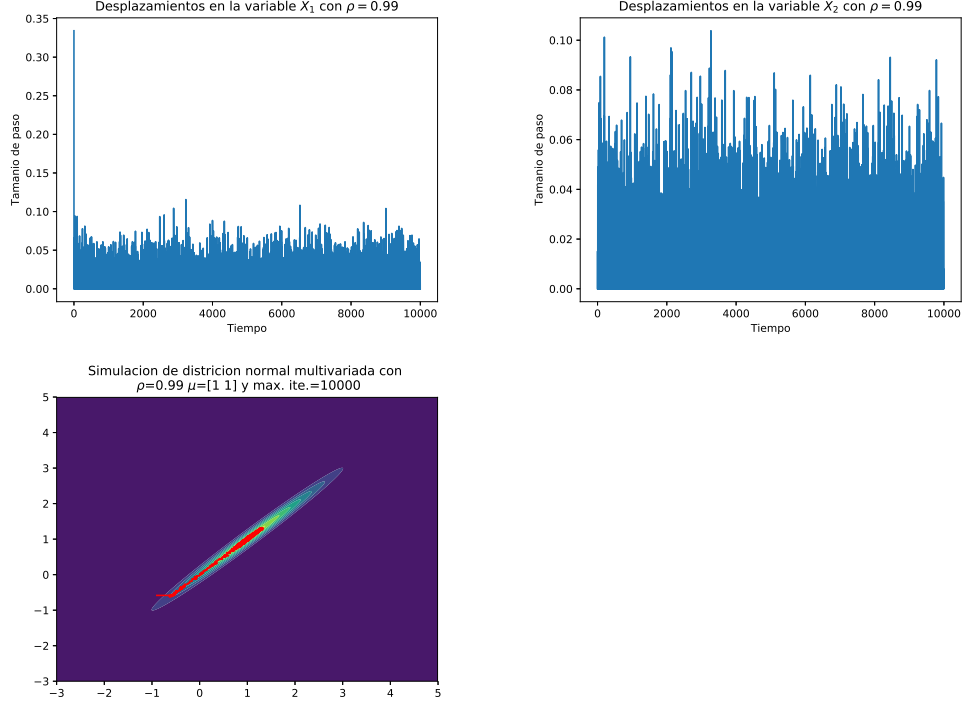 Desplazamientos en la variable X₁ con ρ = 0.99
0.35
0.30
0.25
0.20
0.15
0.10
0.05
0.00
Tamanio de paso
0 2000 4000 6000 8000 10000
Tiempo
Desplazamientos en la variable X₂ con ρ = 0.99
0.10
0.08
0.06
0.04
0.02
0.00
Tamanio de paso
0 2000 4000 6000 8000 10000
Tiempo
Simulacion de districion normal multivariada con
ρ=0.99 μ=[1 1] y max. ite.=10000
5
4
3
2
1
0
−1
−2
−3
−3 −2 −1 0 1 2 3 4 5